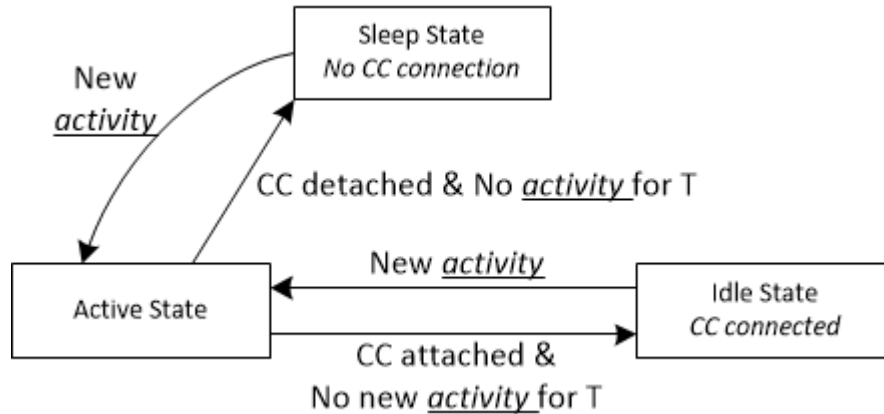 Sleep State
No CC connection
New
activity
CC detached & No activity for T
New activity
Active State
Idle State
CC connected
CC attached &
No new activity for T